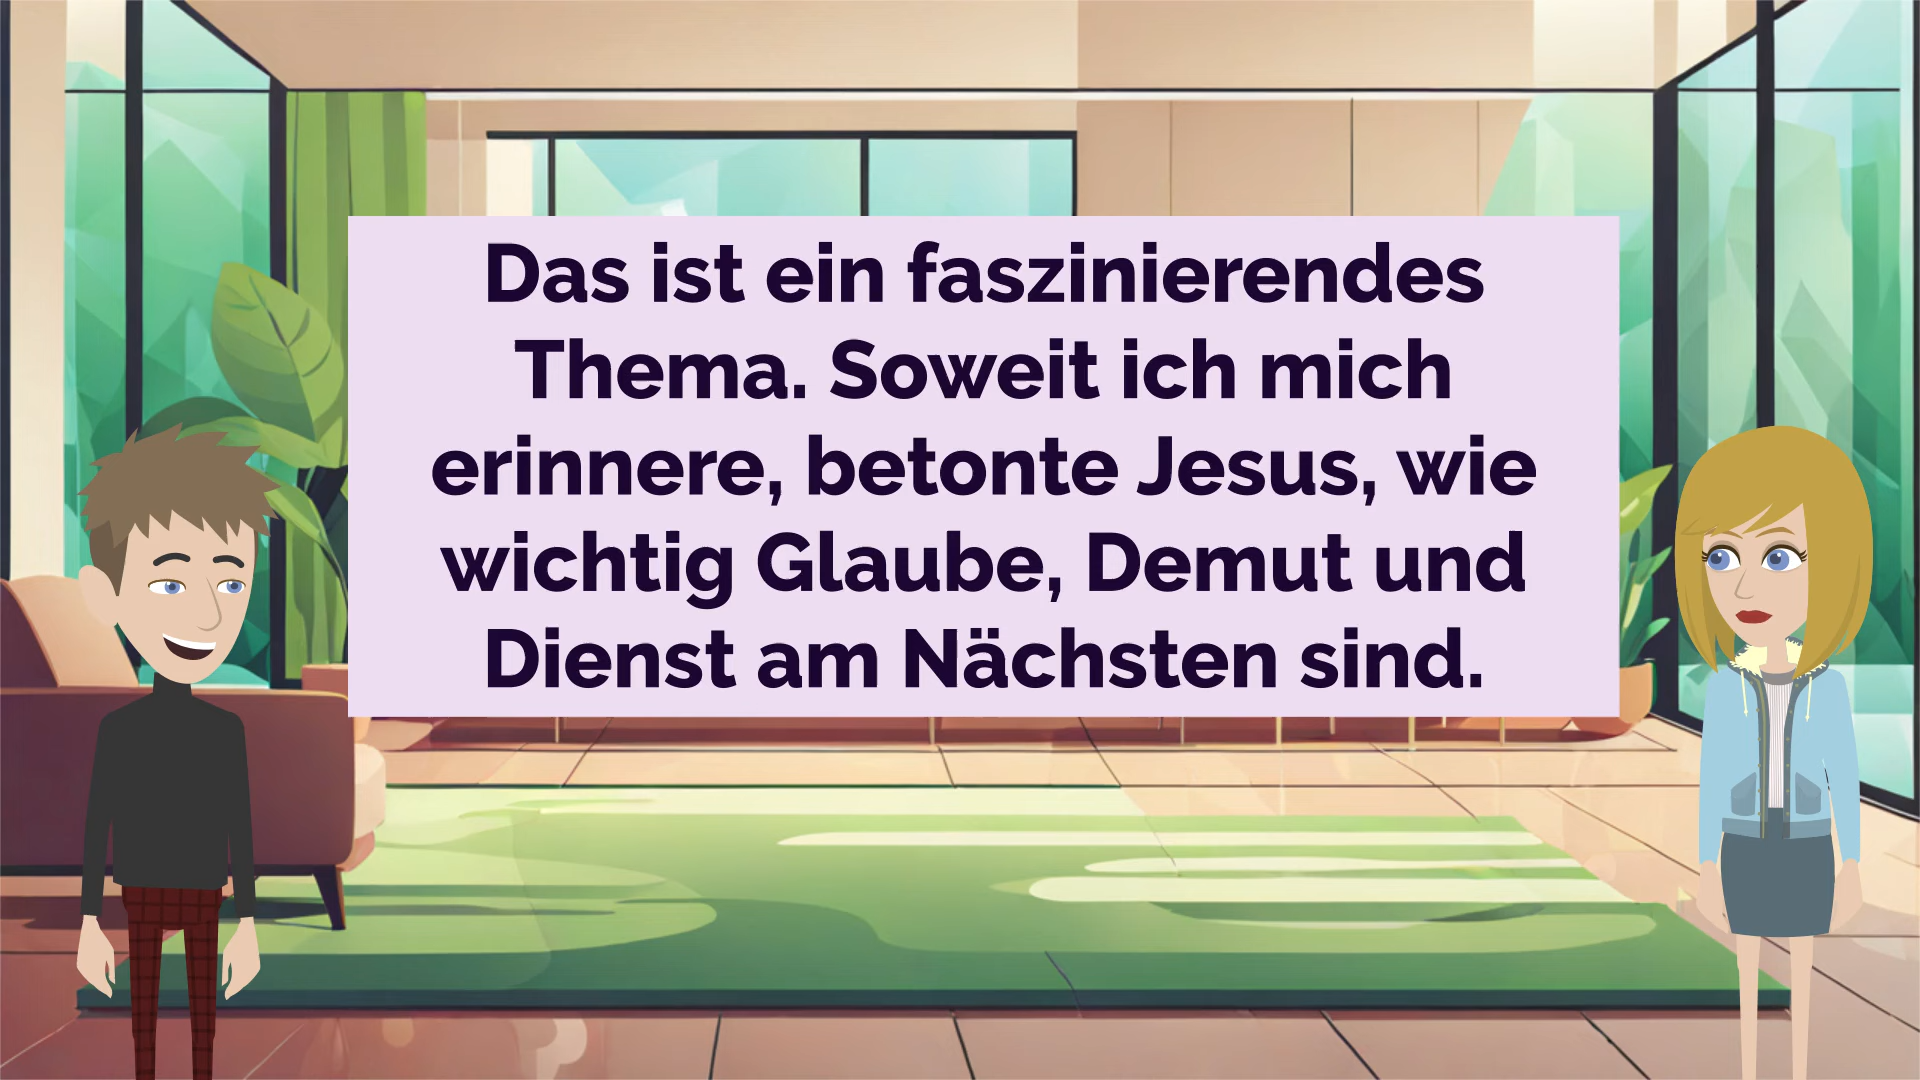 Das ist ein faszinierendes
Thema. Soweit ich mich
erinnere, betonte Jesus, wie
wichtig Glaube, Demut und
Dienst am Nächsten sind.